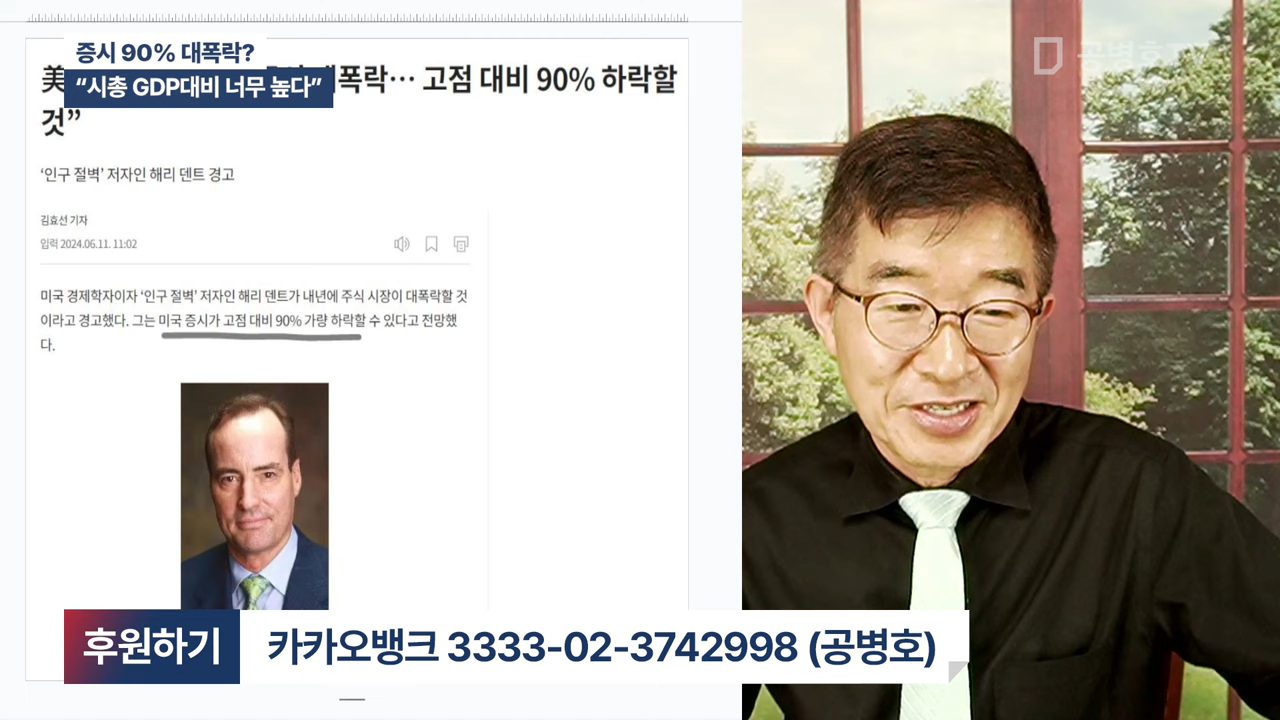 증시 90% 대폭락?
“시총 GDP대비 너무 높다”
美 대폭락… 고점 대비 90% 하락할
것”
‘인구 절벽’ 저자인 해리 덴트 경고
김효선 기자
입력 2024.06.11. 11:02
미국 경제학자이자 ‘인구 절벽’ 저자인 해리 덴트가 내년에 주식 시장이 대폭락할 것
이라고 경고했다. 그는 미국 증시가 고점 대비 90% 가량 하락할 수 있다고 전망했
다.
공병호
후원하기
카카오뱅크 3333-02-3742998 (공병호)